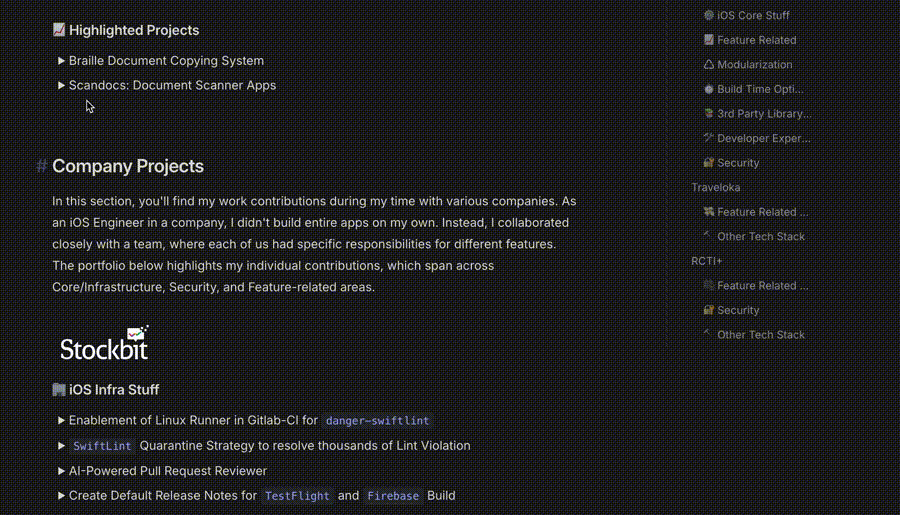 Highlighted Projects
Braille Document Copying System
Scandocs: Document Scanner Apps
# Company Projects
In this section, you'll find my work contributions during my time with various companies. As
an iOS Engineer in a company, I didn't build entire apps on my own. Instead, I collaborated
closely with a team, where each of us had specific responsibilities for different features.
The portfolio below highlights my individual contributions, which span across
Core/Infrastructure, Security, and Feature-related areas.
Stockbit
iOS Infra Stuff
Enablement of Linux Runner in Gitlab-CI for danger-swiftlint
SwiftLint Quarantine Strategy to resolve thousands of Lint Violation
AI-Powered Pull Request Reviewer
Create Default Release Notes for TestFlight and Firebase Build
iOS Core Stuff
Feature Related
Modularization
Build Time Opti...
3rd Party Library...
Developer Exper...
Security
Traveloka
Feature Related ...
Other Tech Stack
RCTI+
Feature Related ...
Security
Other Tech Stack